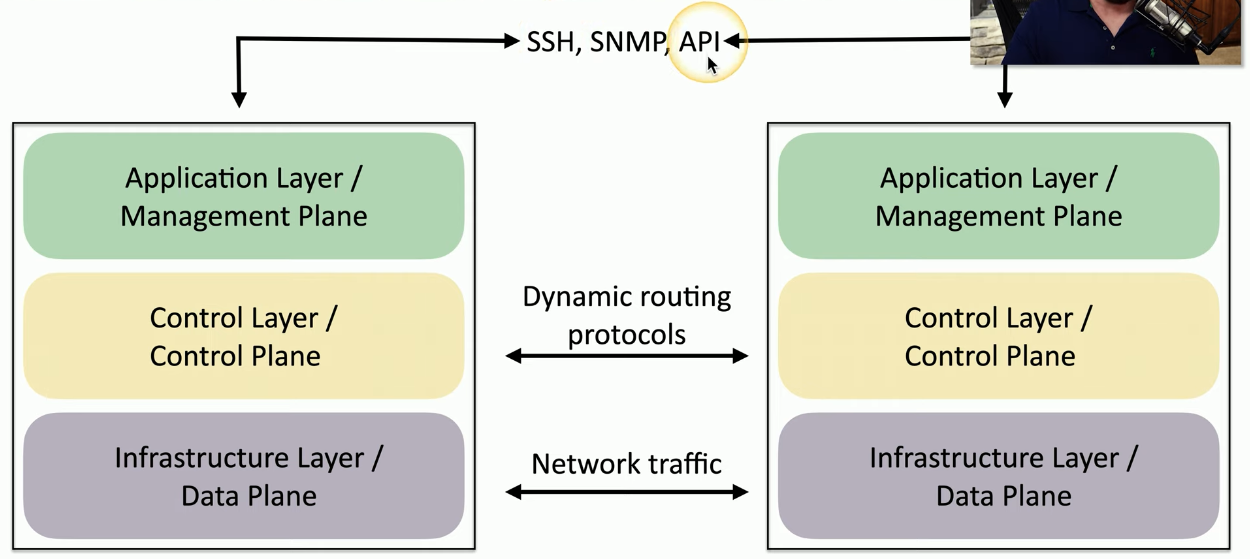 SSH, SNMP, API
Application Layer /
Management Plane
Control Layer /
Control Plane
Infrastructure Layer /
Data Plane
Dynamic routing
protocols
Network traffic
Application Layer /
Management Plane
Control Layer /
Control Plane
Infrastructure Layer /
Data Plane